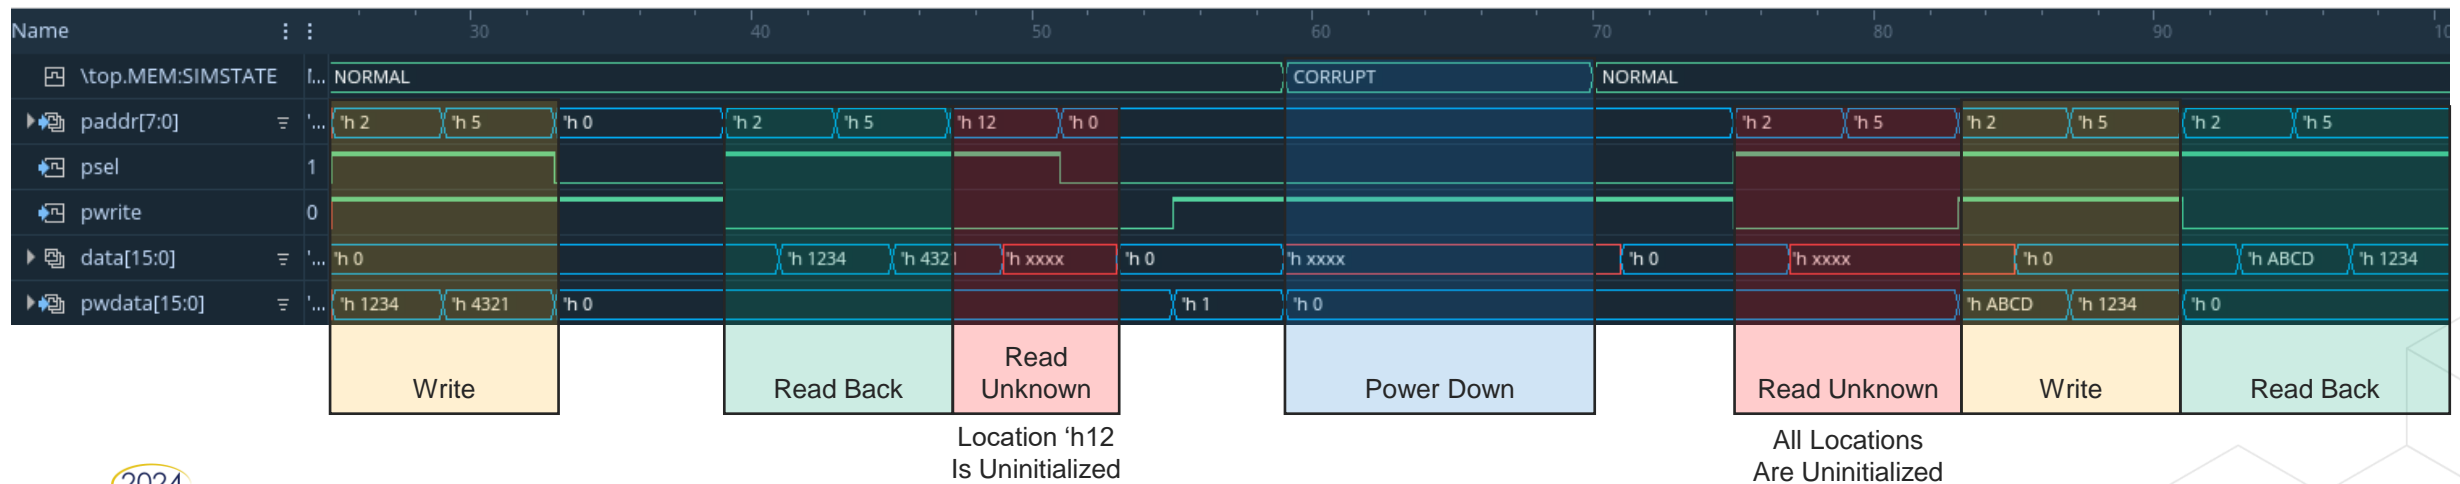 Name 30 40 50 60 70 80 90 10
\top.MEM:SIMSTATE NORMAL CORRUPT NORMAL
paddr[7:0] '... 'h 2 'h 5 'h 0 'h 2 'h 5 'h 12 'h 0 'h 2 'h 5 'h 2 'h 5 'h 2 'h 5
psel 1
pwrite 0
data[15:0] '... 'h 0 'h 1234 'h 432 'h xxxx 'h 0 'h xxxx 'h 0 'h xxxx 'h 0 'h ABCD 'h 1234
pwdata[15:0] '... 'h 1234 'h 4321 'h 0 'h 1 'h 0 'h ABCD 'h 1234 'h 0
Write Read Back Read Unknown Power Down Read Unknown Write Read Back
Location ‘h12
Is Uninitialized
All Locations
Are Uninitialized
2024